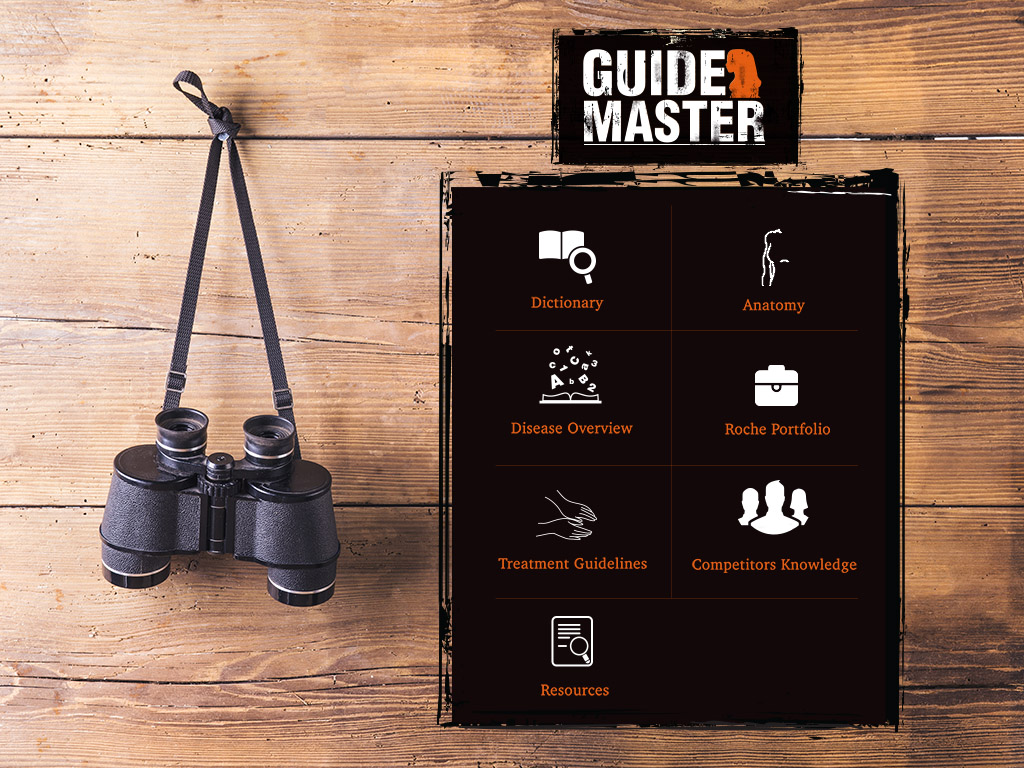 GUIDE
MASTER
Dictionary
Anatomy
Disease Overview
Roche Portfolio
Treatment Guidelines
Competitors Knowledge
Resources